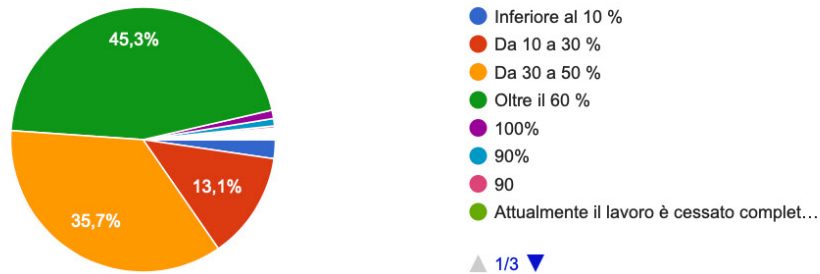 45,3%
13,1%
35,7%
Inferiore al 10 %
Da 10 a 30 %
Da 30 a 50 %
Oltre il 60 %
100%
90%
90
Attualmente il lavoro è cessato complet…
1/3